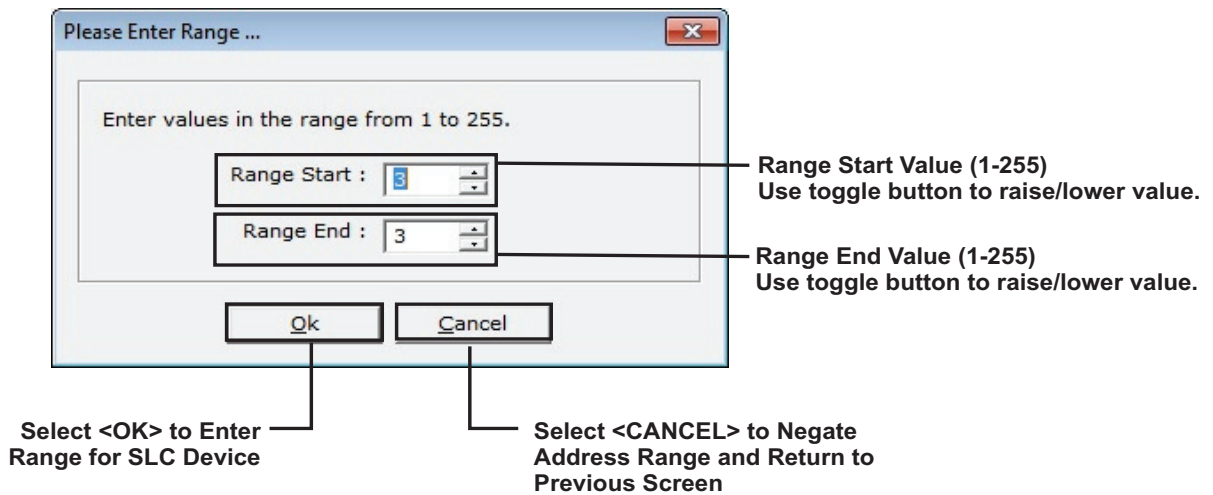 Please Enter Range ...
Enter values in the range from 1 to 255.
Range Start : 3
Range End : 3
Ok
Cancel
Range Start Value (1-255)
Use toggle button to raise/lower value.
Range End Value (1-255)
Use toggle button to raise/lower value.
Select <OK> to Enter
Range for SLC Device
Select <CANCEL> to Negate
Address Range and Return to
Previous Screen